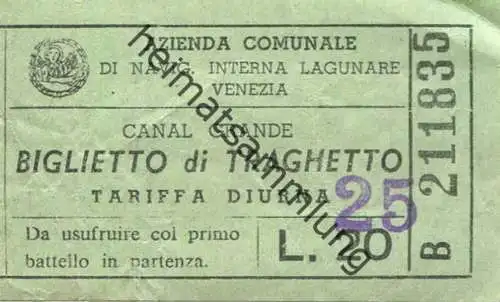 AZIENDA COMUNALE
DI NAVIG. INTERNA LAGUNARE
VENEZIA
CANAL GRANDE
BIGLIETTO di TRAGHETTO
TARIFFA DIURNA
25
Da usufruire col primo
battello in partenza.
L. 20
B 211835
heimatsammlung